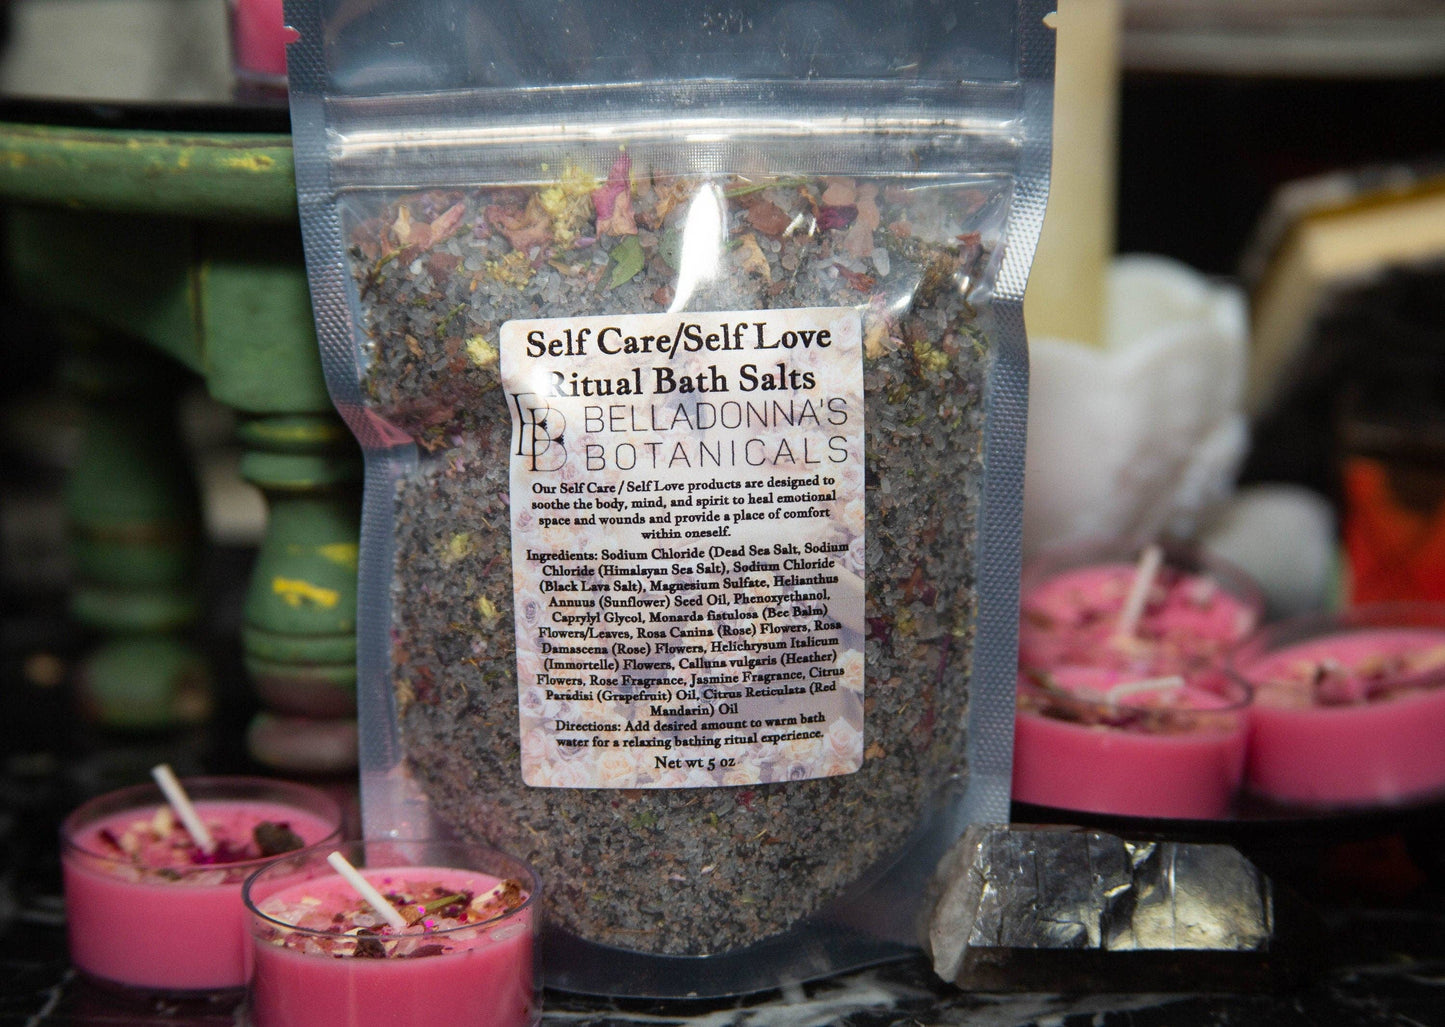 Self Care/Self Love
Ritual Bath Salts
BB BELLADONNA'S
BOTANICALS
Our Self Care / Self Love products are designed to
soothe the body, mind, and spirit to heal emotional
space and wounds and provide a place of comfort
within oneself.
Ingredients: Sodium Chloride (Dead Sea Salt, Sodium
Chloride (Himalayan Sea Salt), Sodium Chloride
(Black Lava Salt), Magnesium Sulfate, Helianthus
Annuus (Sunflower) Seed Oil, Phenoxyethanol,
Caprylyl Glycol, Monarda fistulosa (Bee Balm)
Flowers/Leaves, Rosa Canina (Rose) Flowers, Rosa
Damascena (Rose) Flowers, Helichrysum Italicum
(Immortelle) Flowers, Calluna vulgaris (Heather)
Flowers, Rose Fragrance, Jasmine Fragrance, Citrus
Paradisi (Grapefruit) Oil, Citrus Reticulata (Red
Mandarin) Oil
Directions: Add desired amount to warm bath
water for a relaxing bathing ritual experience.
Net wt 5 oz